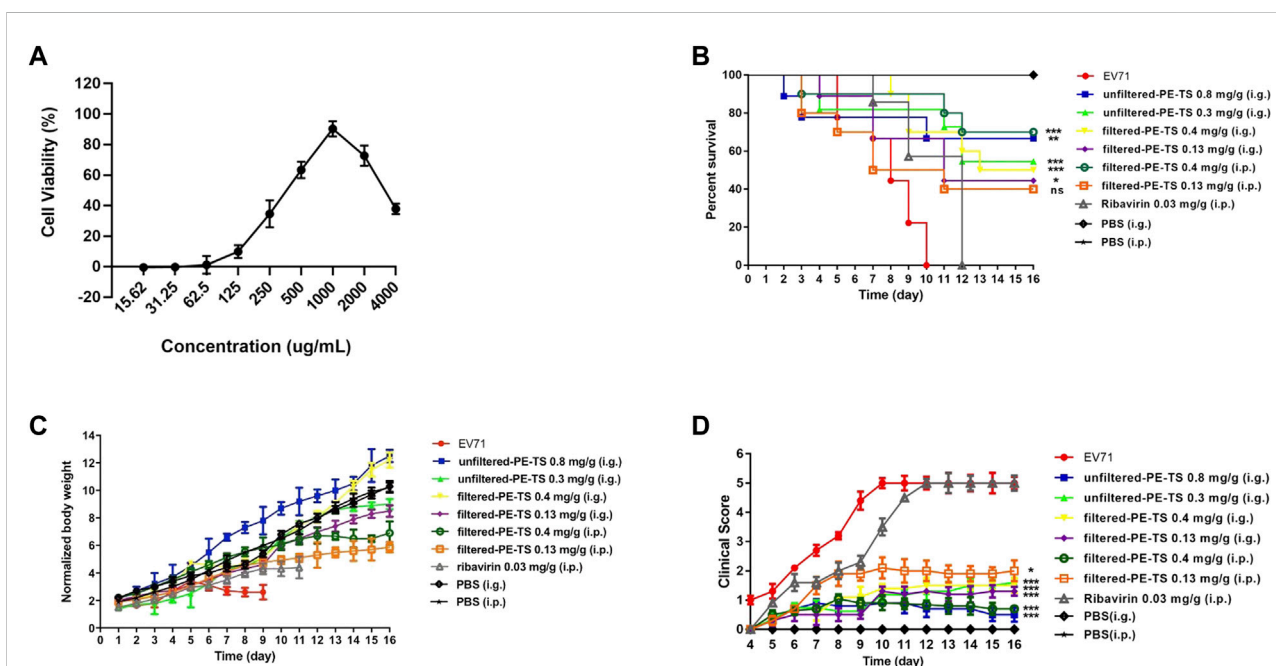 A
Cell Viability (%)
120
100
80
60
40
20
0
-20
15.62 31.25 62.5 125 250 500 1000 2000 4000
Concentration (ug/mL)
B
Percent survival
100
80
60
40
20
0
0 1 2 3 4 5 6 7 8 9 10 11 12 13 14 15 16
Time (day)
***
**
***
***
*
ns
EV71
unfiltered-PE-TS 0.8 mg/g (i.g.)
unfiltered-PE-TS 0.3 mg/g (i.g.)
filtered-PE-TS 0.4 mg/g (i.g.)
filtered-PE-TS 0.13 mg/g (i.g.)
filtered-PE-TS 0.4 mg/g (i.p.)
filtered-PE-TS 0.13 mg/g (i.p.)
Ribavirin 0.03 mg/g (i.p.)
PBS (i.g.)
PBS (i.p.)
C
Normalized body weight
14
12
10
8
6
4
2
0
0 1 2 3 4 5 6 7 8 9 10 11 12 13 14 15 16
Time (day)
EV71
unfiltered-PE-TS 0.8 mg/g (i.g.)
unfiltered-PE-TS 0.3 mg/g (i.g.)
filtered-PE-TS 0.4 mg/g (i.g.)
filtered-PE-TS 0.13 mg/g (i.g.)
filtered-PE-TS 0.4 mg/g (i.p.)
filtered-PE-TS 0.13 mg/g (i.p.)
ribavirin 0.03 mg/g (i.p.)
PBS (i.g.)
PBS (i.p.)
D
Clinical Score
6
5
4
3
2
1
0
4 5 6 7 8 9 10 11 12 13 14 15 16
Time (day)
*
***
***
***
***
***
EV71
unfiltered-PE-TS 0.8 mg/g (i.g.)
unfiltered-PE-TS 0.3 mg/g (i.g.)
filtered-PE-TS 0.4 mg/g (i.g.)
filtered-PE-TS 0.13 mg/g (i.g.)
filtered-PE-TS 0.4 mg/g (i.p.)
filtered-PE-TS 0.13 mg/g (i.p.)
Ribavirin 0.03 mg/g (i.p.)
PBS(i.g.)
PBS(i.p.)